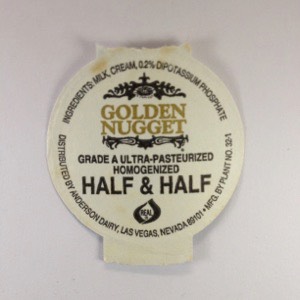 INGREDIENTS: MILK, CREAM, 0.2% DIPOTASSIUM PHOSPHATE
GOLDEN
NUGGET
GRADE A ULTRA-PASTEURIZED
HOMOGENIZED
HALF & HALF
REAL
DISTRIBUTED BY ANDERSON DAIRY, LAS VEGAS, NEVADA 89101 • MFG. BY PLANT NO. 32-1